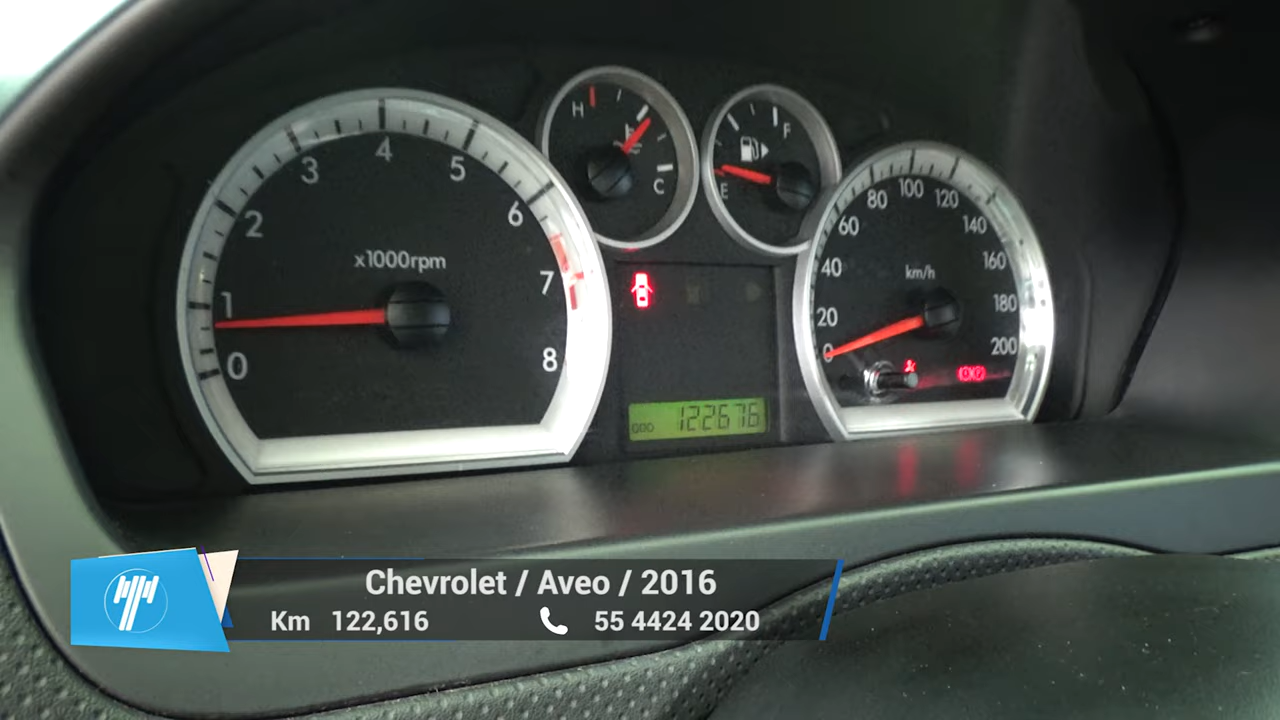 H
C
F
E
0
1
2
3
4
5
6
7
8
x1000rpm
0
20
40
60
80
100
120
140
160
180
200
km/h
ODO 122676
Chevrolet / Aveo / 2016
Km 122,616
55 4424 2020